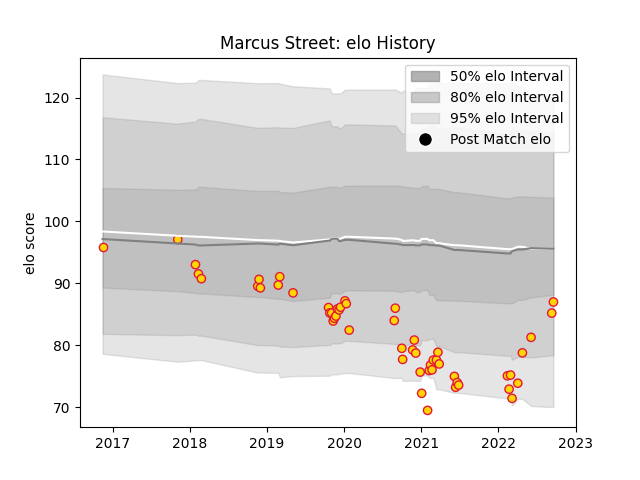 Marcus Street: elo History
50% elo Interval
80% elo Interval
95% elo Interval
Post Match elo
elo score
120
110
100
90
80
70
2017 2018 2019 2020 2021 2022 2023